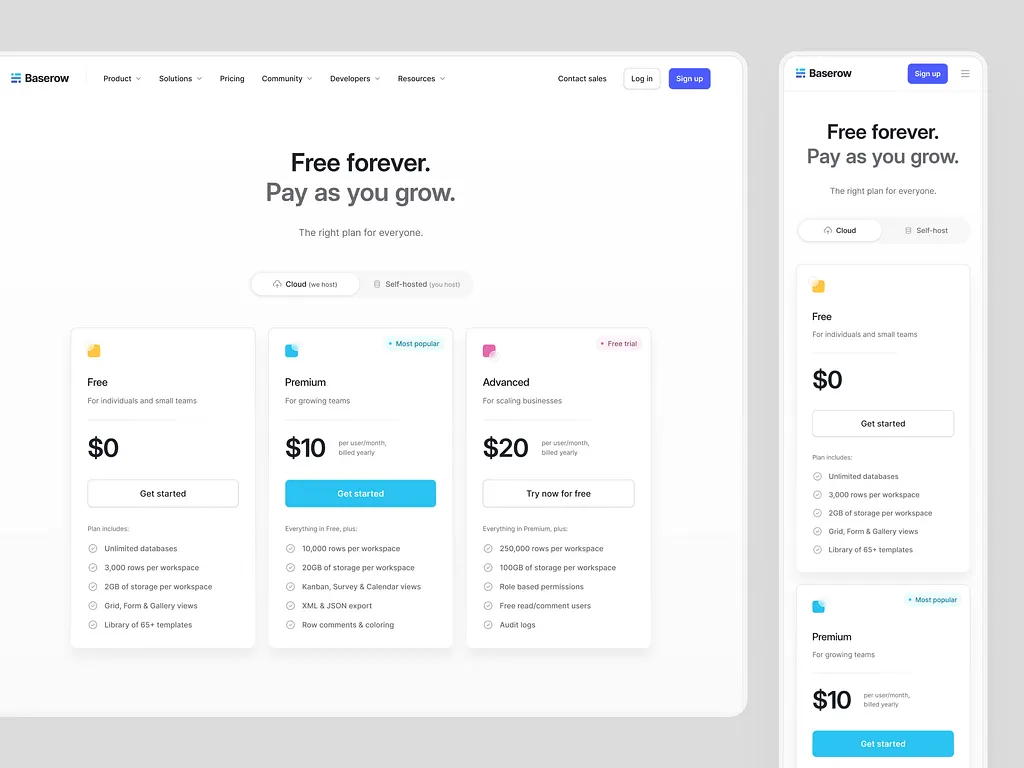 Baserow
Product
Solutions
Pricing
Community
Developers
Resources
Contact sales
Log in
Sign up
Free forever.
Pay as you grow.
The right plan for everyone.
Cloud (we host)
Self-hosted (you host)
Free
For individuals and small teams
$0
Get started
Plan includes:
Unlimited databases
3,000 rows per workspace
2GB of storage per workspace
Grid, Form & Gallery views
Library of 65+ templates
Most popular
Premium
For growing teams
$10
per user/month,
billed yearly
Get started
Everything in Free, plus:
10,000 rows per workspace
20GB of storage per workspace
Kanban, Survey & Calendar views
XML & JSON export
Row comments & coloring
Free trial
Advanced
For scaling businesses
$20
per user/month,
billed yearly
Try now for free
Everything in Premium, plus:
250,000 rows per workspace
100GB of storage per workspace
Role based permissions
Free read/comment users
Audit logs
Baserow
Sign up
Free forever.
Pay as you grow.
The right plan for everyone.
Cloud
Self-host
Free
For individuals and small teams
$0
Get started
Plan includes:
Unlimited databases
3,000 rows per workspace
2GB of storage per workspace
Grid, Form & Gallery views
Library of 65+ templates
Most popular
Premium
For growing teams
$10
per user/month,
billed yearly
Get started